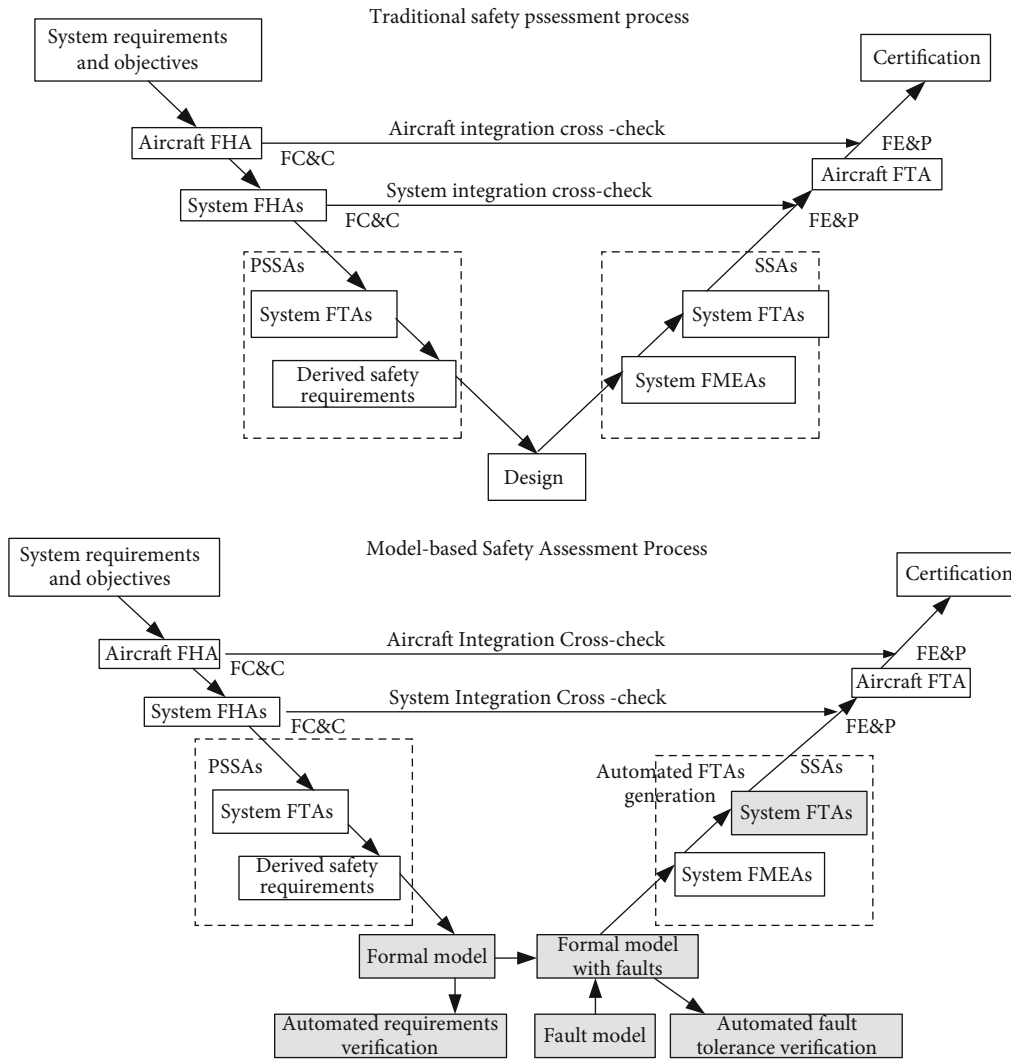 Traditional safety pssessment process
System requirements
and objectives
Certification
Aircraft integration cross -check
Aircraft FHA
FC&C
FE&P
Aircraft FTA
System integration cross-check
System FHAs
FC&C
FE&P
PSSAs
SSAs
System FTAs
System FTAs
Derived safety
requirements
System FMEAs
Design
Model-based Safety Assessment Process
System requirements
and objectives
Certification
Aircraft Integration Cross-check
Aircraft FHA
FC&C
FE&P
Aircraft FTA
System Integration Cross -check
System FHAs
FC&C
FE&P
PSSAs
SSAs
Automated FTAs
generation
System FTAs
System FTAs
Derived safety
requirements
System FMEAs
Formal model
Formal model
with faults
Automated requirements
verification
Fault model
Automated fault
tolerance verification